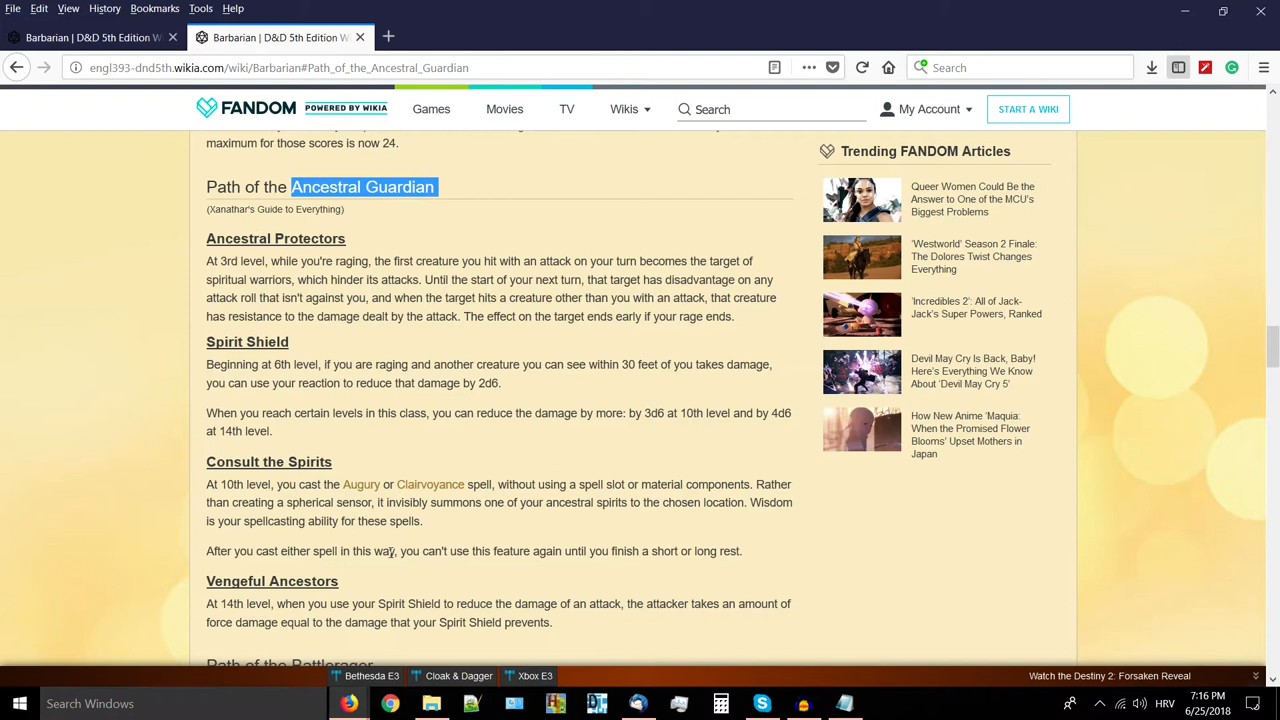 File Edit View History Bookmarks Tools Help
Barbarian | D&D 5th Edition W
Barbarian | D&D 5th Edition Wi
engl393-dnd5th.wikia.com/wiki/Barbarian#Path_of_the_Ancestral_Guardian
Search
FANDOM POWERED BY WIKIA
Games
Movies
TV
Wikis
Search
My Account
START A WIKI
maximum for those scores is now 24.
Path of the Ancestral Guardian
(Xanathar's Guide to Everything)
Ancestral Protectors
At 3rd level, while you're raging, the first creature you hit with an attack on your turn becomes the target of
spiritual warriors, which hinder its attacks. Until the start of your next turn, that target has disadvantage on any
attack roll that isn't against you, and when the target hits a creature other than you with an attack, that creature
has resistance to the damage dealt by the attack. The effect on the target ends early if your rage ends.
Spirit Shield
Beginning at 6th level, if you are raging and another creature you can see within 30 feet of you takes damage,
you can use your reaction to reduce that damage by 2d6.
When you reach certain levels in this class, you can reduce the damage by more: by 3d6 at 10th level and by 4d6
at 14th level.
Consult the Spirits
At 10th level, you cast the Augury or Clairvoyance spell, without using a spell slot or material components. Rather
than creating a spherical sensor, it invisibly summons one of your ancestral spirits to the chosen location. Wisdom
is your spellcasting ability for these spells.
After you cast either spell in this way, you can't use this feature again until you finish a short or long rest.
Vengeful Ancestors
At 14th level, when you use your Spirit Shield to reduce the damage of an attack, the attacker takes an amount of
force damage equal to the damage that your Spirit Shield prevents.
Path of the Battlerager
Trending FANDOM Articles
Queer Women Could Be the
Answer to One of the MCU's
Biggest Problems
'Westworld' Season 2 Finale:
The Dolores Twist Changes
Everything
'Incredibles 2': All of Jack-
Jack's Super Powers, Ranked
Devil May Cry Is Back, Baby!
Here's Everything We Know
About 'Devil May Cry 5'
How New Anime 'Maquia:
When the Promised Flower
Blooms' Upset Mothers in
Japan
Bethesda E3
Cloak & Dagger
Xbox E3
Watch the Destiny 2: Forsaken Reveal
Search Windows
HRV
7:16 PM
6/25/2018